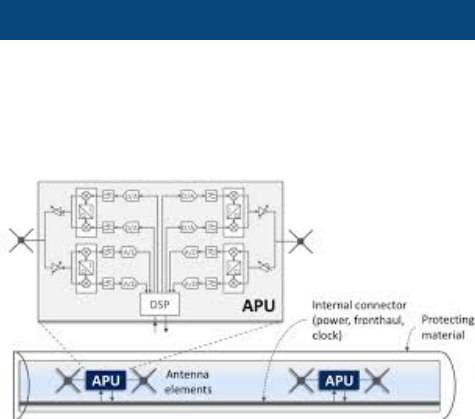 DSP
APU
Internal connector
(power, fronthaul,
clock)
Protecting
material
APU
Antenna
elements
APU